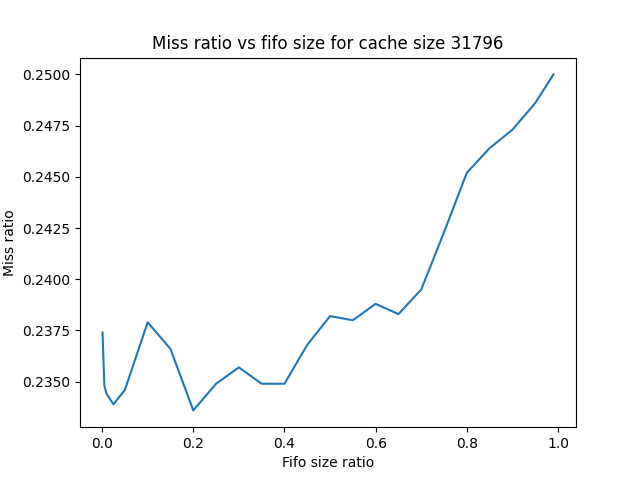 Miss ratio vs fifo size for cache size 31796
0.2500
0.2475
0.2450
0.2425
0.2400
0.2375
0.2350
Miss ratio
0.0 0.2 0.4 0.6 0.8 1.0
Fifo size ratio